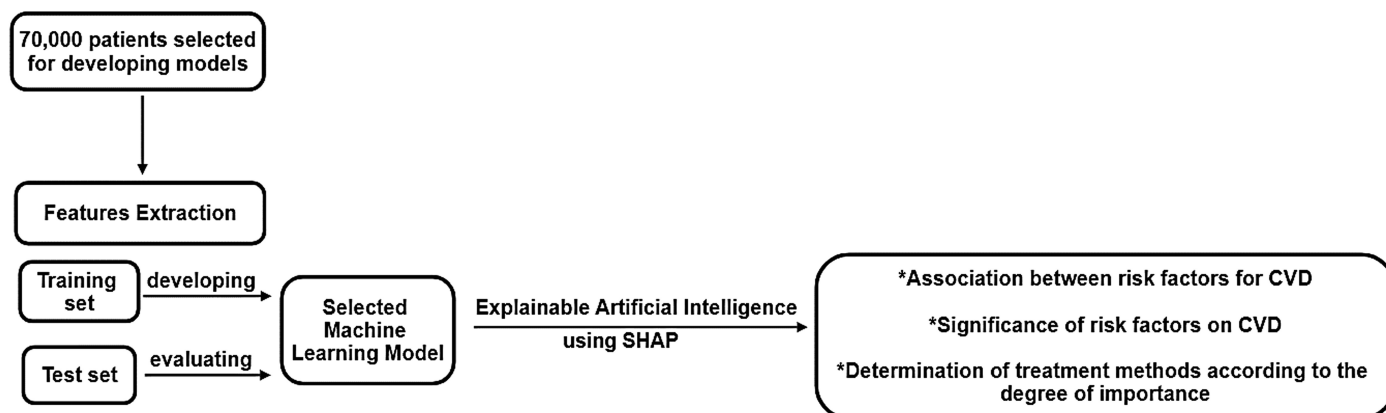 70,000 patients selected
for developing models
Features Extraction
Training
set
developing
Test set
evaluating
Selected
Machine
Learning Model
Explainable Artificial Intelligence
using SHAP
*Association between risk factors for CVD
*Significance of risk factors on CVD
*Determination of treatment methods according to the
degree of importance